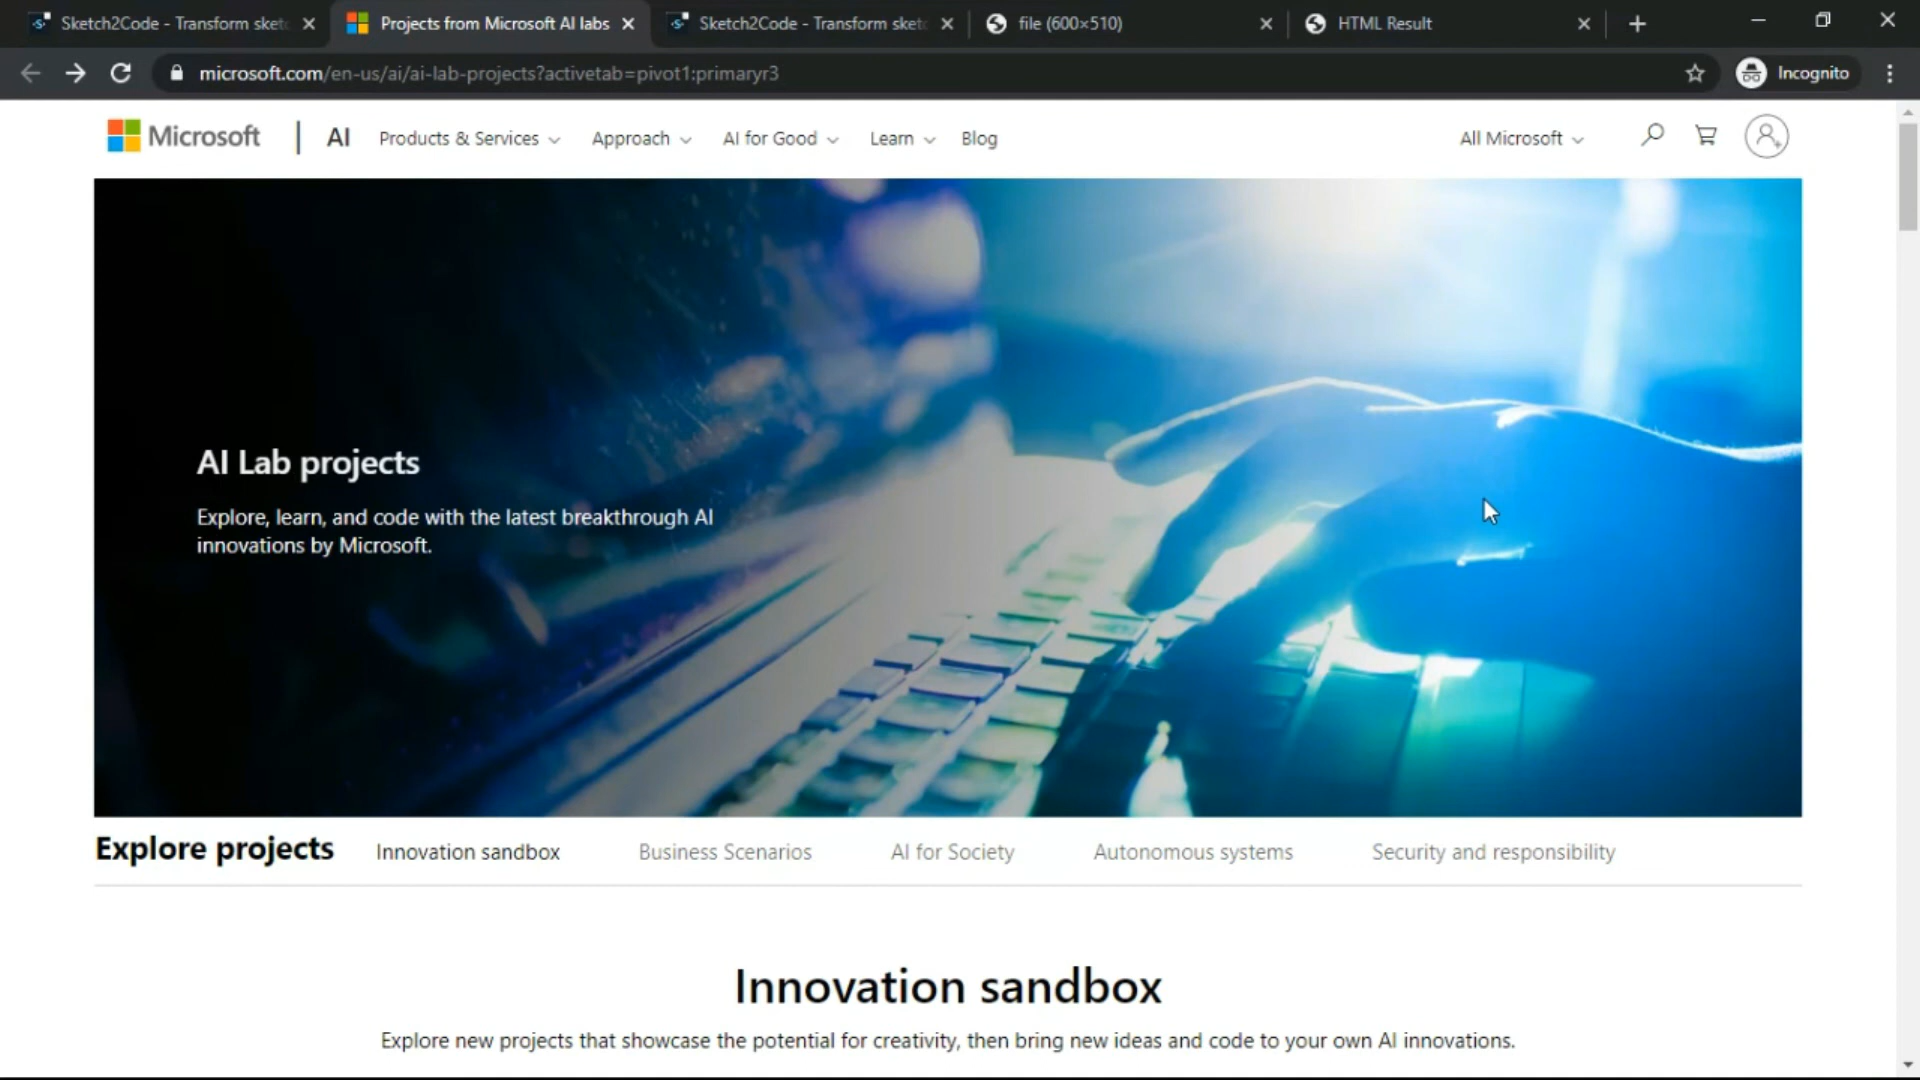 Sketch2Code - Transform sket
Projects from Microsoft AI labs
Sketch2Code - Transform sket
file (600×510)
HTML Result
microsoft.com/en-us/ai/ai-lab-projects?activetab=pivot1:primaryr3
Incognito
Microsoft
AI
Products & Services
Approach
AI for Good
Learn
Blog
All Microsoft
AI Lab projects
Explore, learn, and code with the latest breakthrough AI
innovations by Microsoft.
Explore projects
Innovation sandbox
Business Scenarios
AI for Society
Autonomous systems
Security and responsibility
Innovation sandbox
Explore new projects that showcase the potential for creativity, then bring new ideas and code to your own AI innovations.